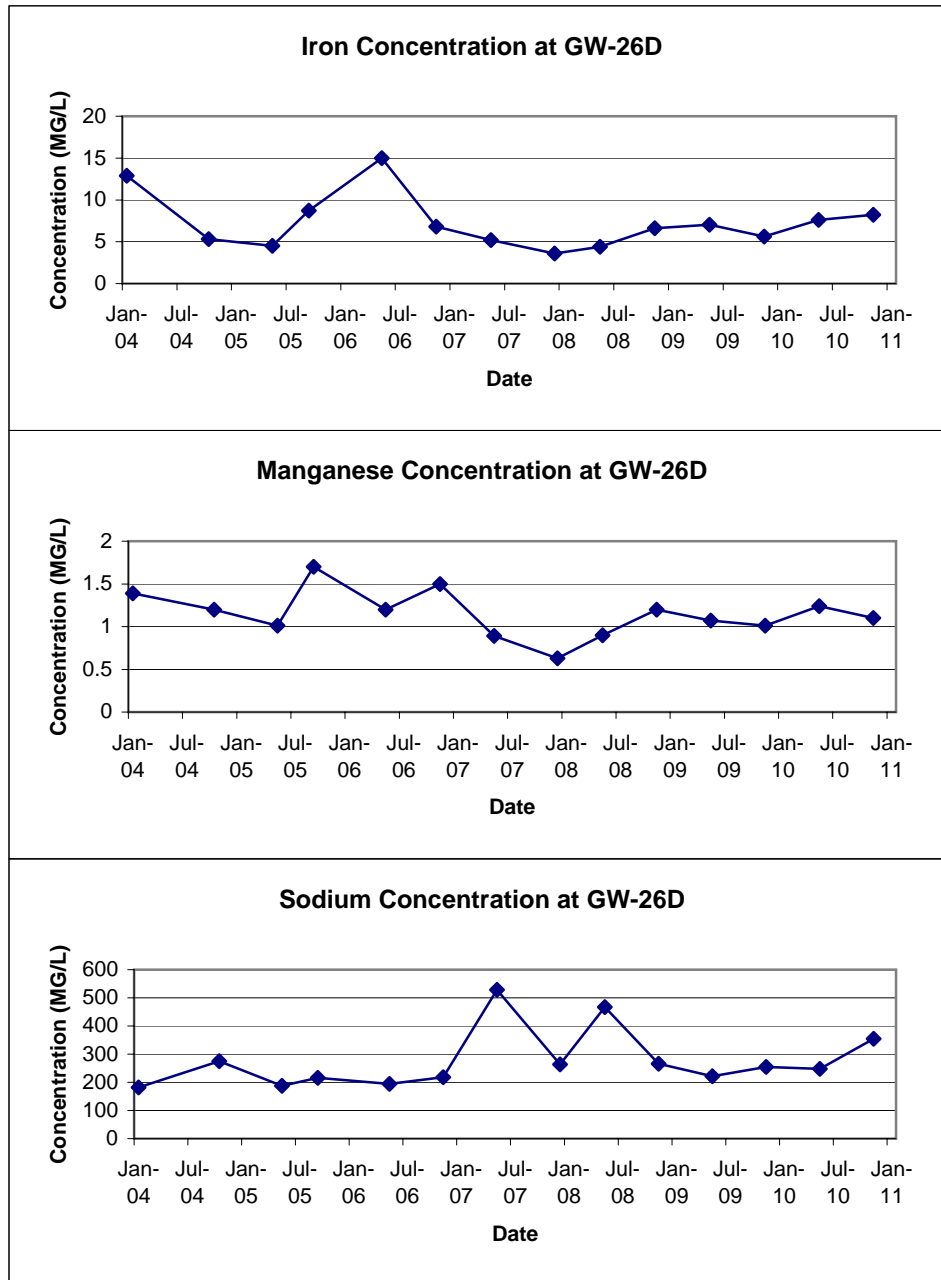 Iron Concentration at GW-26D
Concentration (MG/L)
20
15
10
5
0
Jan- Jul- Jan- Jul- Jan- Jul- Jan- Jul- Jan- Jul- Jan- Jul- Jan- Jul- Jan-
04 04 05 05 06 06 07 07 08 08 09 09 10 10 11
Date
Manganese Concentration at GW-26D
Concentration (MG/L)
2
1.5
1
0.5
0
Jan- Jul- Jan- Jul- Jan- Jul- Jan- Jul- Jan- Jul- Jan- Jul- Jan- Jul- Jan-
04 04 05 05 06 06 07 07 08 08 09 09 10 10 11
Date
Sodium Concentration at GW-26D
Concentration (MG/L)
600
500
400
300
200
100
0
Jan- Jul- Jan- Jul- Jan- Jul- Jan- Jul- Jan- Jul- Jan- Jul- Jan- Jul- Jan-
04 04 05 05 06 06 07 07 08 08 09 09 10 10 11
Date